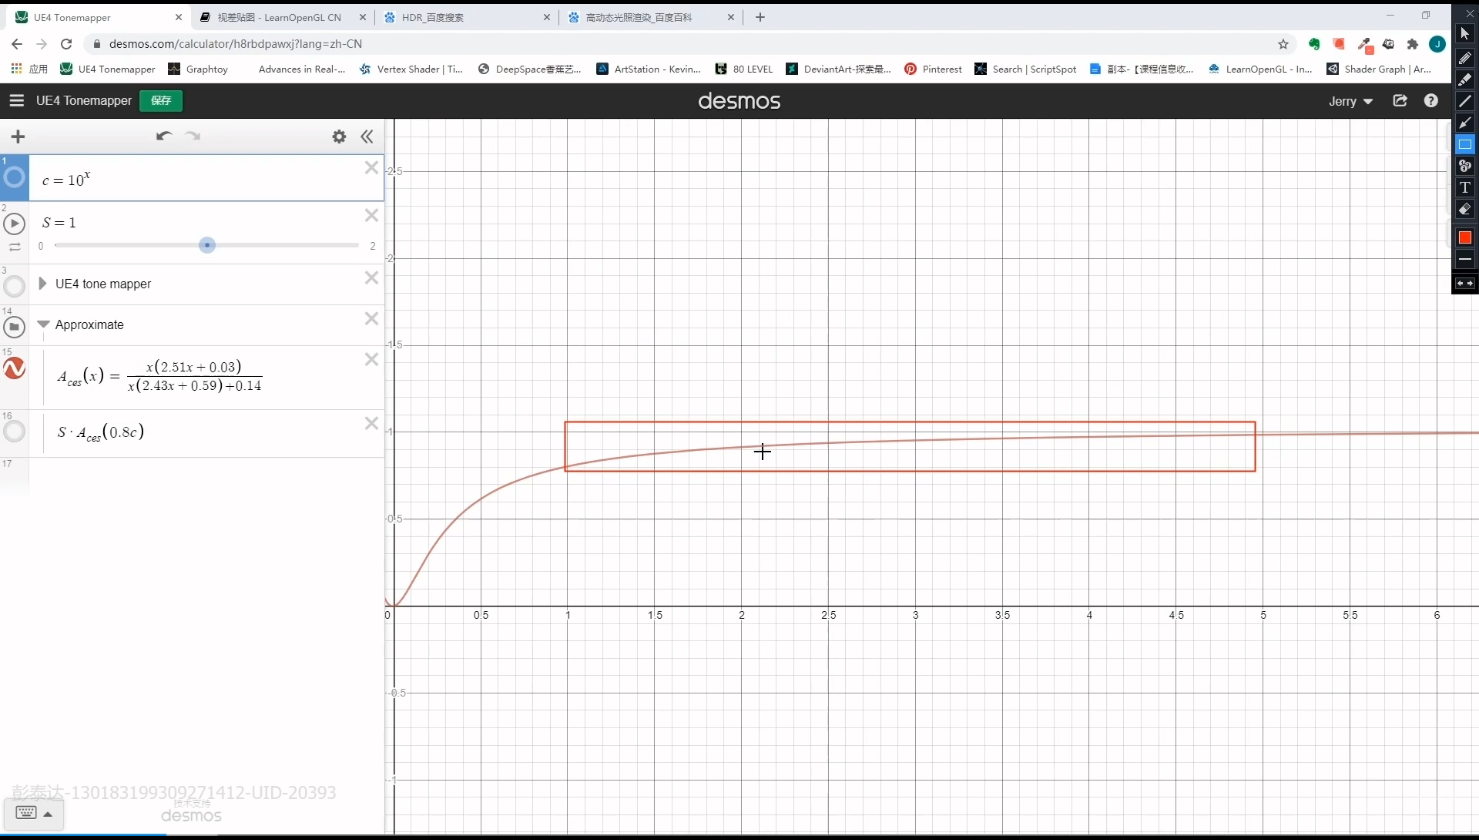 UE4 Tonemapper
视差贴图 - LearnOpenGL CN
HDR_百度搜索
高动态光照渲染_百度百科
desmos.com/calculator/h8rbdpawxj?lang=zh-CN
J
应用 UE4 Tonemapper Graphtoy Advances in Real-... Vertex Shader | Ti... DeepSpace香蕉艺... ArtStation - Kevin... 80 LEVEL DeviantArt-探索最... Pinterest Search | ScriptSpot 副本-【课程信息收... LearnOpenGL - In... Shader Graph | Ar...
UE4 Tonemapper 保存 desmos Jerry
1
c = 10^x
2
S = 1
0 2
3
UE4 tone mapper
14
Approximate
15
A_ces(x) = x(2.51x + 0.03) / x(2.43x + 0.59)+0.14
16
S · A_ces(0.8c)
17
2.5
2
1.5
1
0.5
0 0.5 1 1.5 2 2.5 3 3.5 4 4.5 5 5.5 6
-0.5
-1
T
彭泰达-130183199309271412-UID-20393
技术支持
desmos